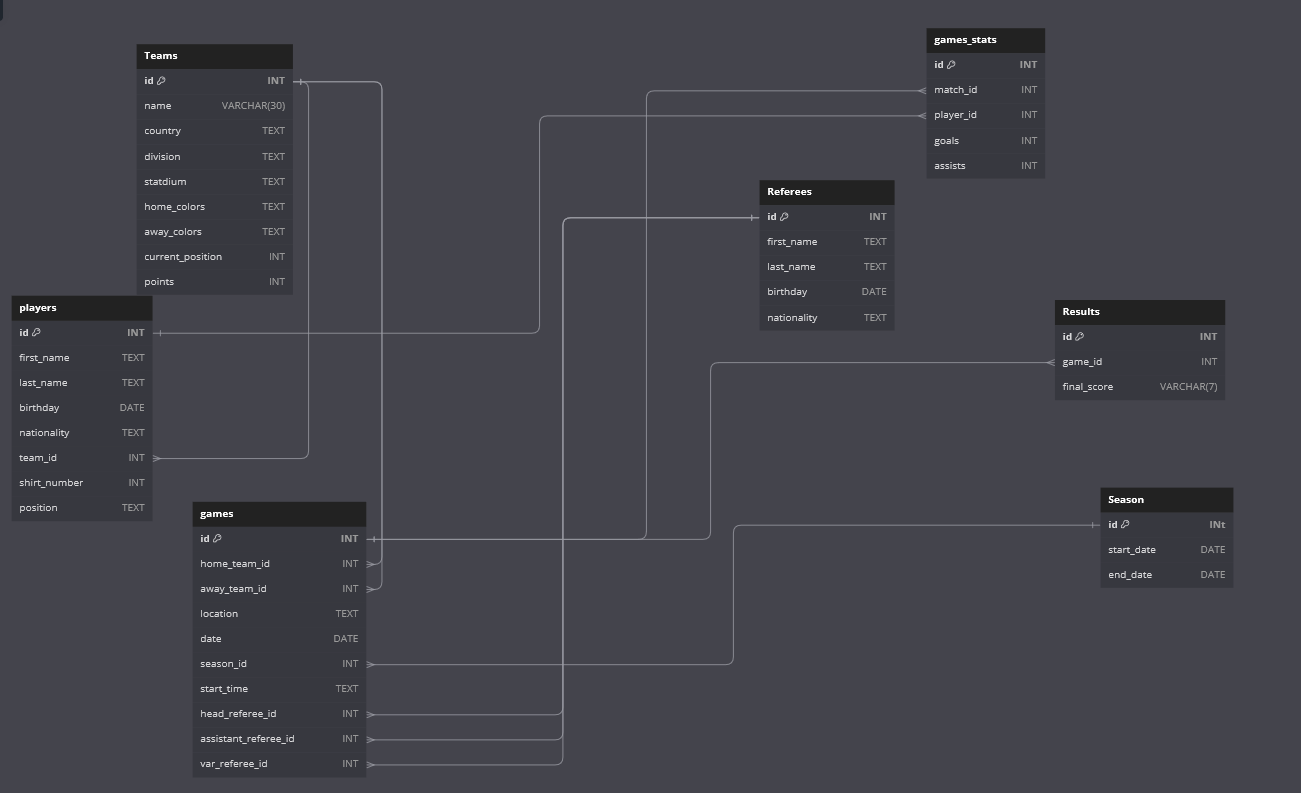 Teams
id INT
name VARCHAR(30)
country TEXT
division TEXT
statdium TEXT
home_colors TEXT
away_colors TEXT
current_position INT
points INT
players
id INT
first_name TEXT
last_name TEXT
birthday DATE
nationality TEXT
team_id INT
shirt_number INT
position TEXT
games
id INT
home_team_id INT
away_team_id INT
location TEXT
date DATE
season_id INT
start_time TEXT
head_referee_id INT
assistant_referee_id INT
var_referee_id INT
games_stats
id INT
match_id INT
player_id INT
goals INT
assists INT
Referees
id INT
first_name TEXT
last_name TEXT
birthday DATE
nationality TEXT
Results
id INT
game_id INT
final_score VARCHAR(7)
Season
id INt
start_date DATE
end_date DATE